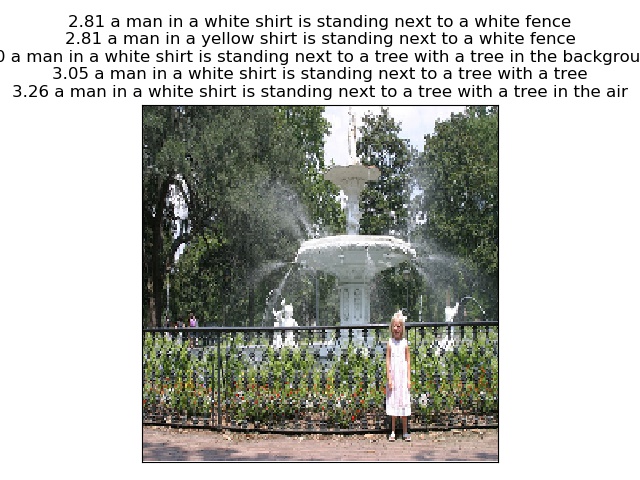 2.81 a man in a white shirt is standing next to a white fence
2.81 a man in a yellow shirt is standing next to a white fence
0 a man in a white shirt is standing next to a tree with a tree in the backgrou
3.05 a man in a white shirt is standing next to a tree with a tree
3.26 a man in a white shirt is standing next to a tree with a tree in the air